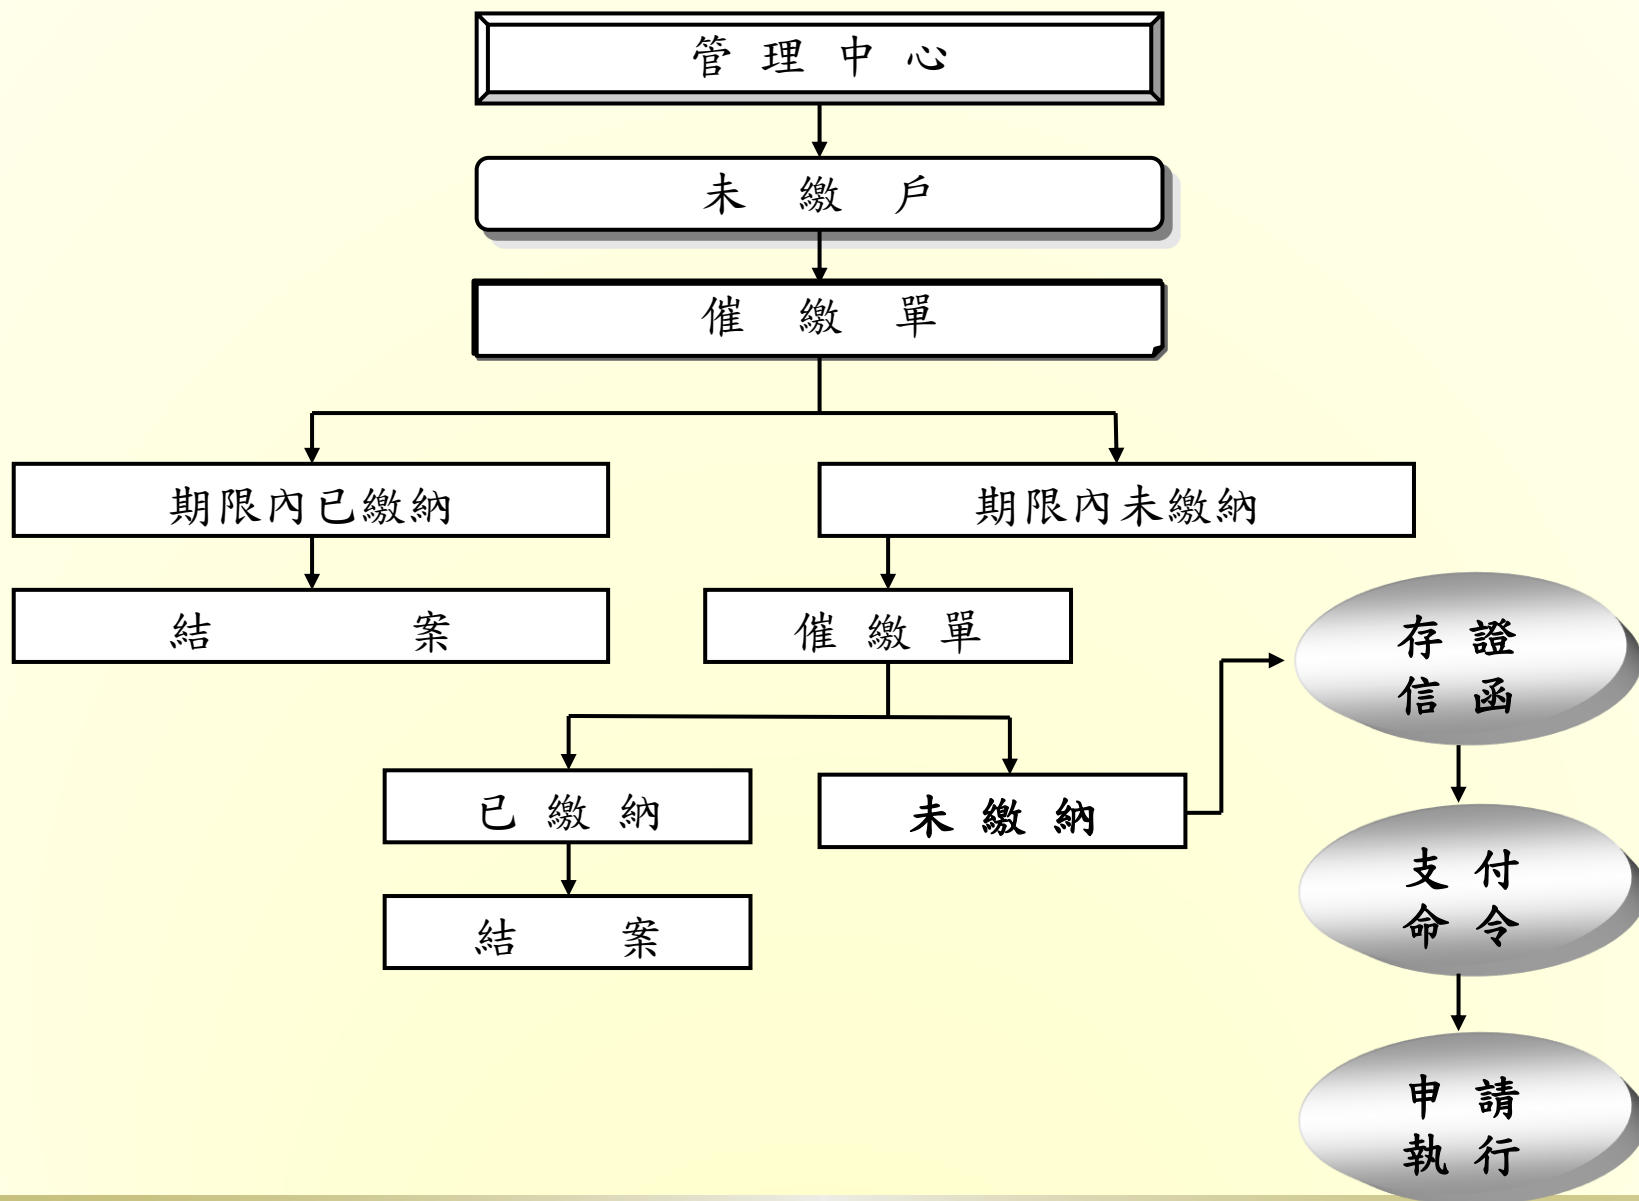 管理中心
未繳戶
催繳單
期限內已繳納
期限內未繳納
結案
催繳單
存證
信函
已繳納
未繳納
支付
命令
結案
申請
執行